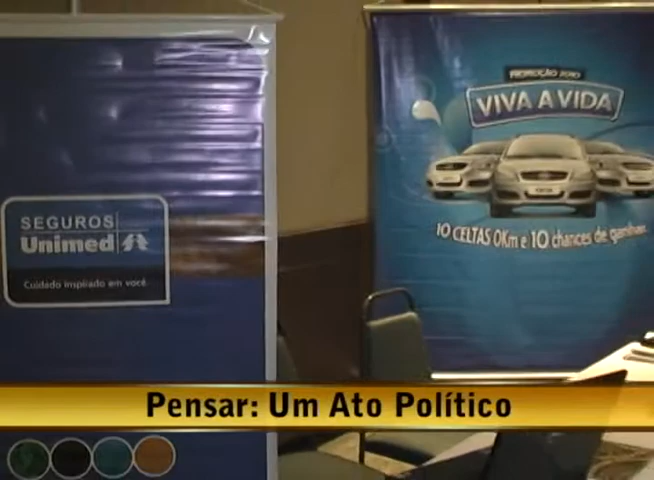 SEGUROS
Unimed
Cuidado inspirado em você
PROMOÇÃO 2010
VIVA A VIDA
10 CELTAS 0Km e 10 chances de ganhar.
Pensar: Um Ato Político